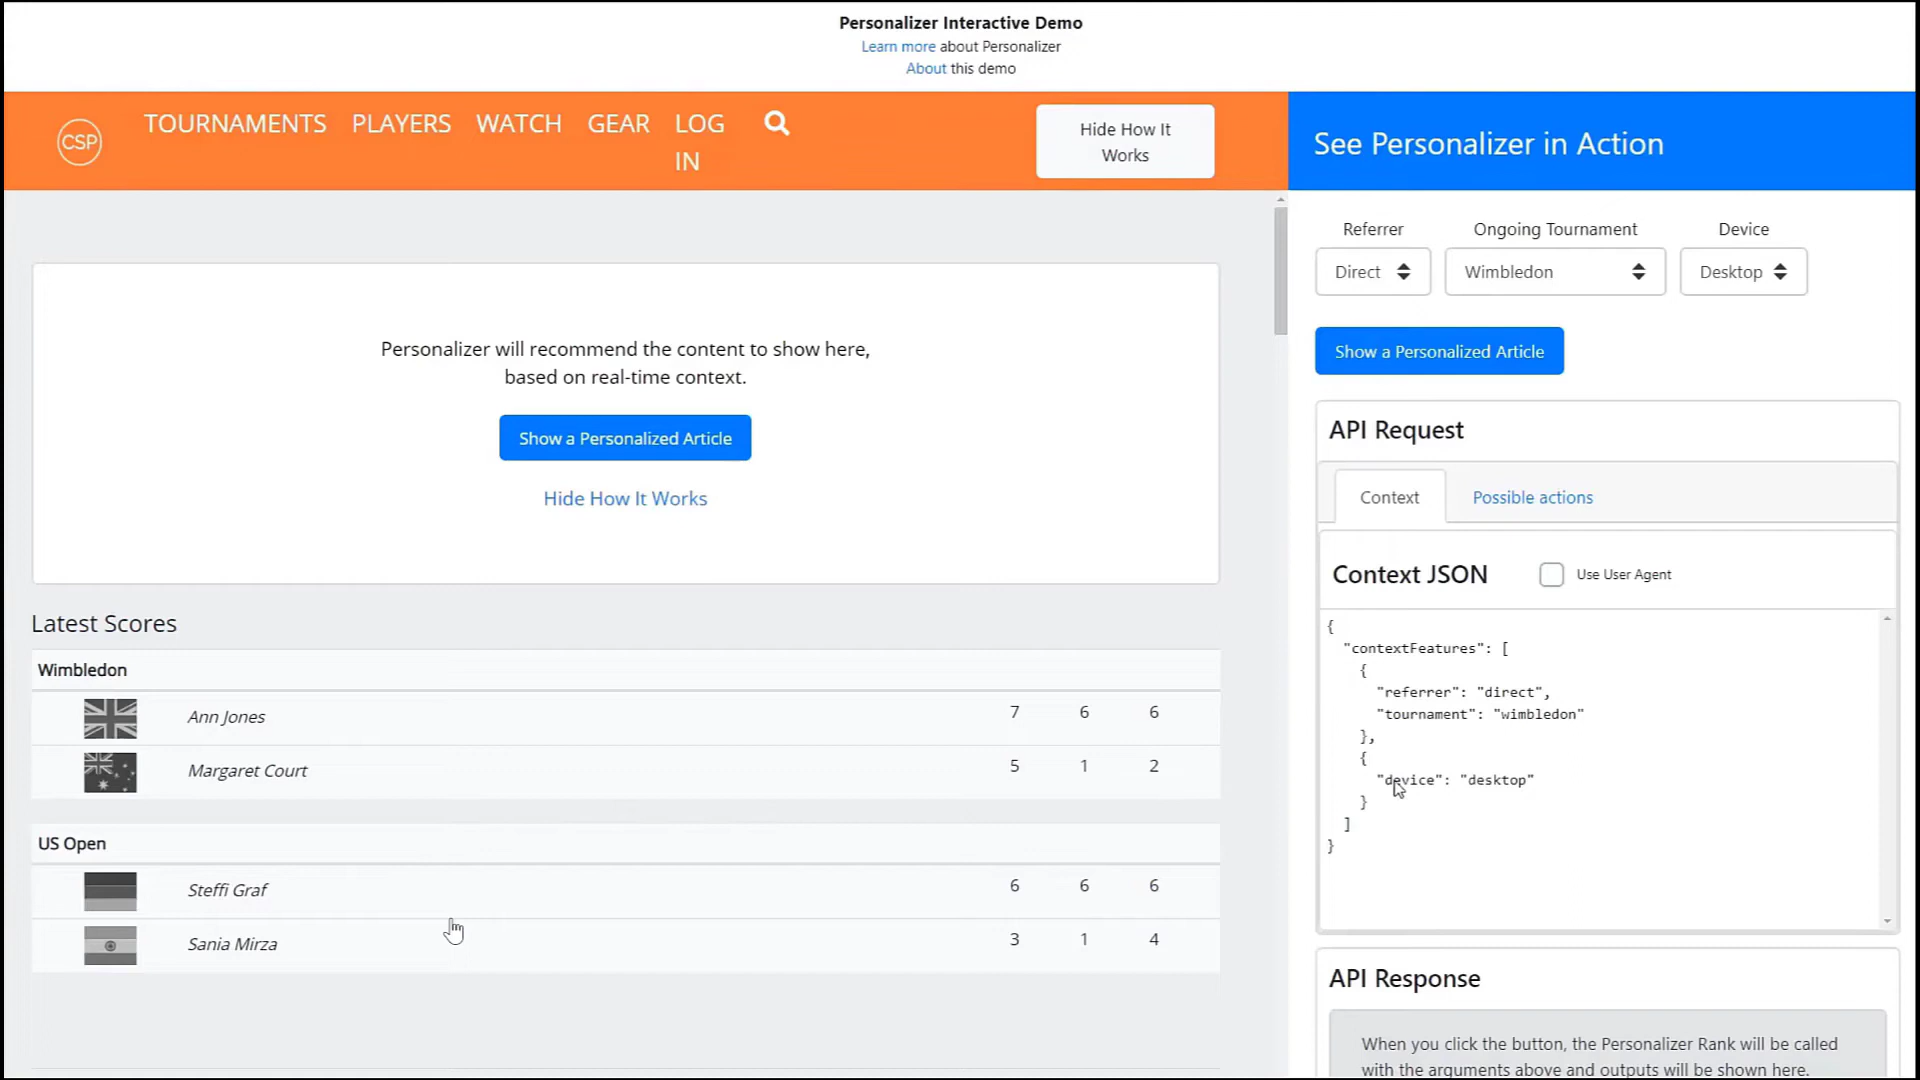 Personalizer Interactive Demo
Learn more about Personalizer
About this demo
CSP
TOURNAMENTS PLAYERS WATCH GEAR LOG IN
Hide How It
Works
See Personalizer in Action
Personalizer will recommend the content to show here,
based on real-time context.
Show a Personalized Article
Hide How It Works
Latest Scores
Wimbledon
Ann Jones 7 6 6
Margaret Court 5 1 2
US Open
Steffi Graf 6 6 6
Sania Mirza 3 1 4
Referrer Ongoing Tournament Device
Direct Wimbledon Desktop
Show a Personalized Article
API Request
Context Possible actions
Context JSON Use User Agent
{
"contextFeatures": [
{
"referrer": "direct",
"tournament": "wimbledon"
},
{
"device": "desktop"
}
]
}
API Response
When you click the button, the Personalizer Rank will be called
with the arguments above and outputs will be shown here.